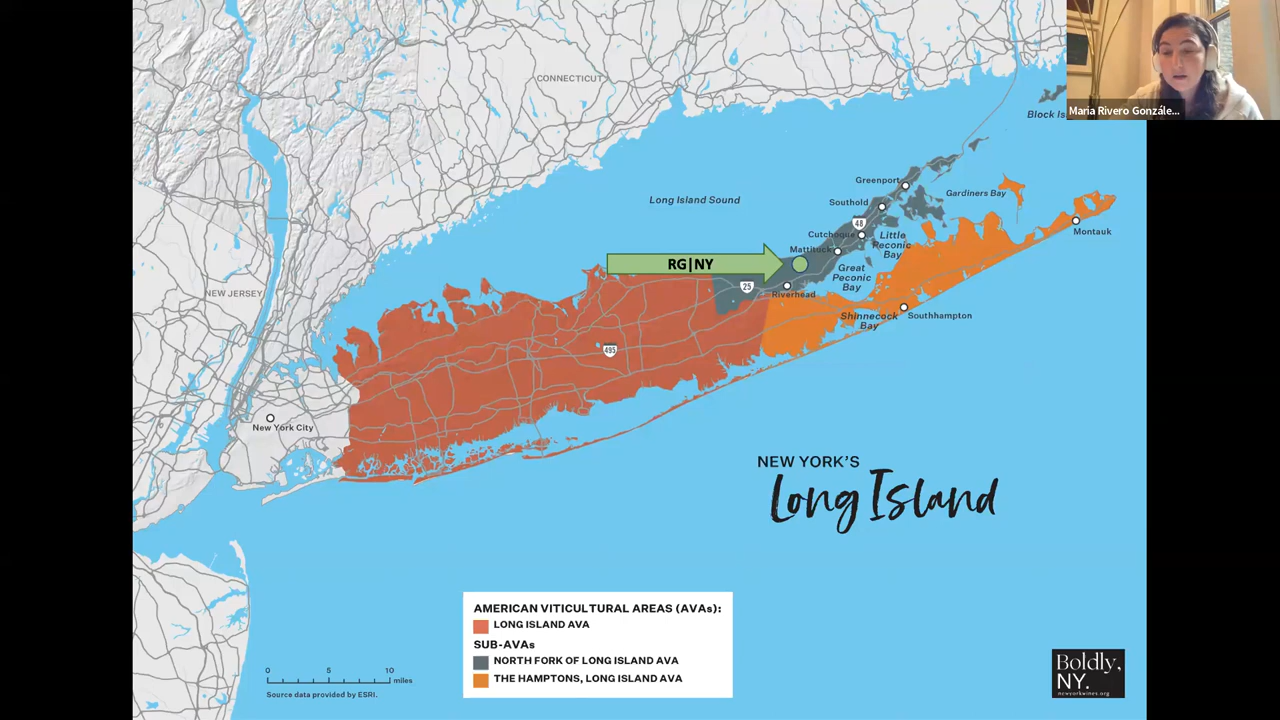 Maria Rivero Gonzále...
CONNECTICUT
Block Is
Greenport
Gardiners Bay
Long Island Sound
Southold
48
Montauk
Cutchogue
Little
Peconic
Bay
Mattituck
RG|NY
Great
Peconic
Bay
25
Riverhead
NEW JERSEY
Shinnecock
Bay
Southhampton
495
New York City
NEW YORK'S
Long Island
AMERICAN VITICULTURAL AREAS (AVAs):
LONG ISLAND AVA
SUB-AVAs
NORTH FORK OF LONG ISLAND AVA
THE HAMPTONS, LONG ISLAND AVA
0 5 10
miles
Source data provided by ESRI.
Boldly,
NY.
newyorkwines.org